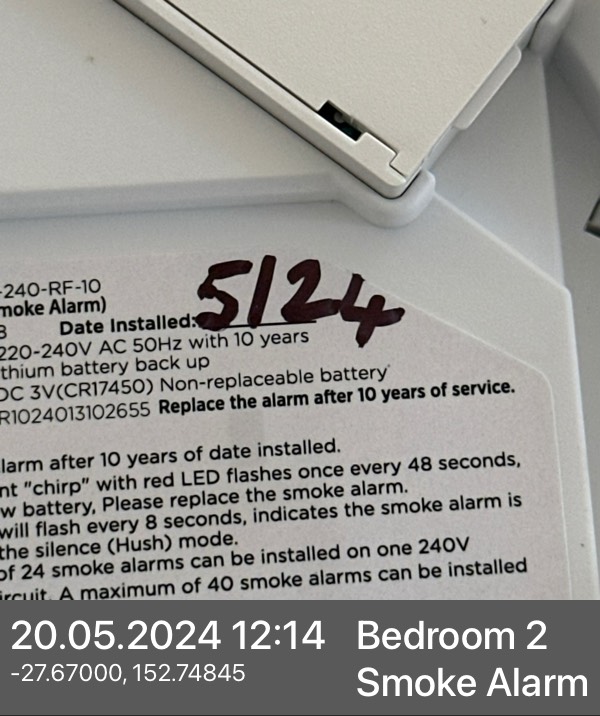 -240-RF-10
moke Alarm)
Date Installed: 5/24
220-240V AC 50Hz with 10 years
thium battery back up
DC 3V(CR17450) Non-replaceable battery
R1024013102655 Replace the alarm after 10 years of service.
larm after 10 years of date installed.
nt "chirp" with red LED flashes once every 48 seconds,
w battery, Please replace the smoke alarm.
will flash every 8 seconds, indicates the smoke alarm is
the silence (Hush) mode.
of 24 smoke alarms can be installed on one 240V
ircuit. A maximum of 40 smoke alarms can be installed
20.05.2024 12:14
-27.67000, 152.74845
Bedroom 2
Smoke Alarm